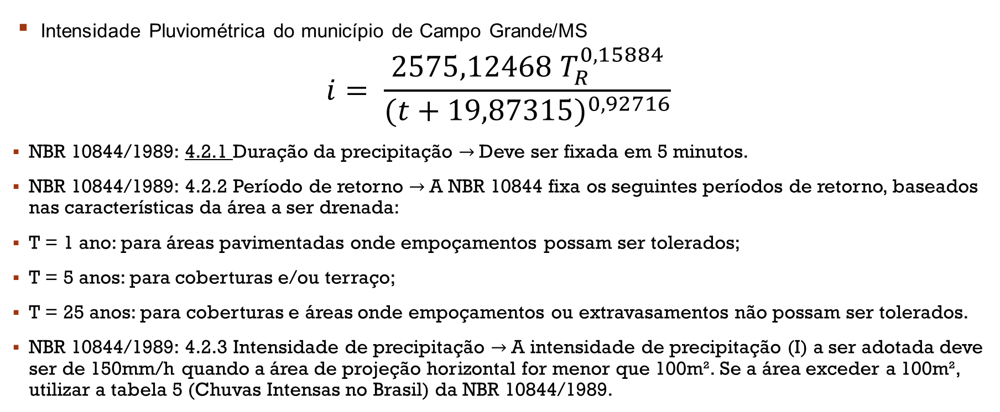 ▪ Intensidade Pluviométrica do município de Campo Grande/MS
i = \frac{2575,12468 T_R^{0,15884}}{(t + 19,87315)^{0,92716}}
▪ NBR 10844/1989: 4.2.1 Duração da precipitação → Deve ser fixada em 5 minutos.
▪ NBR 10844/1989: 4.2.2 Período de retorno → A NBR 10844 fixa os seguintes períodos de retorno, baseados
nas características da área a ser drenada:
▪ T = 1 ano: para áreas pavimentadas onde empoçamentos possam ser tolerados;
▪ T = 5 anos: para coberturas e/ou terraço;
▪ T = 25 anos: para coberturas e áreas onde empoçamentos ou extravasamentos não possam ser tolerados.
▪ NBR 10844/1989: 4.2.3 Intensidade de precipitação → A intensidade de precipitação (I) a ser adotada deve
ser de 150mm/h quando a área de projeção horizontal for menor que 100m². Se a área exceder a 100m²,
utilizar a tabela 5 (Chuvas Intensas no Brasil) da NBR 10844/1989.